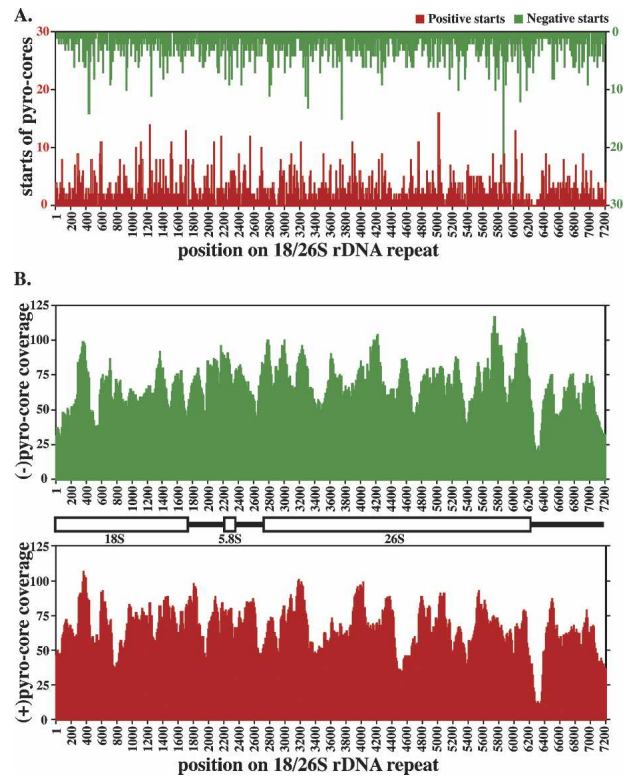 A.
Positive starts Negative starts
30 0
20 10
10 20
0 30
starts of pyro-cores
1 200 400 600 800 1000 1200 1400 1600 1800 2000 2200 2400 2600 2800 3000 3200 3400 3600 3800 4000 4200 4400 4600 4800 5000 5200 5400 5600 5800 6000 6200 6400 6600 6800 7000 7200
position on 18/26S rDNA repeat
B.
125
100
75
50
25
0
(-)pyro-core coverage
1 200 400 600 800 1000 1200 1400 1600 1800 2000 2200 2400 2600 2800 3000 3200 3400 3600 3800 4000 4200 4400 4600 4800 5000 5200 5400 5600 5800 6000 6200 6400 6600 6800 7000 7200
18S 5.8S 26S
125
100
75
50
25
0
(+)pyro-core coverage
1 200 400 600 800 1000 1200 1400 1600 1800 2000 2200 2400 2600 2800 3000 3200 3400 3600 3800 4000 4200 4400 4600 4800 5000 5200 5400 5600 5800 6000 6200 6400 6600 6800 7000 7200
position on 18/26S rDNA repeat